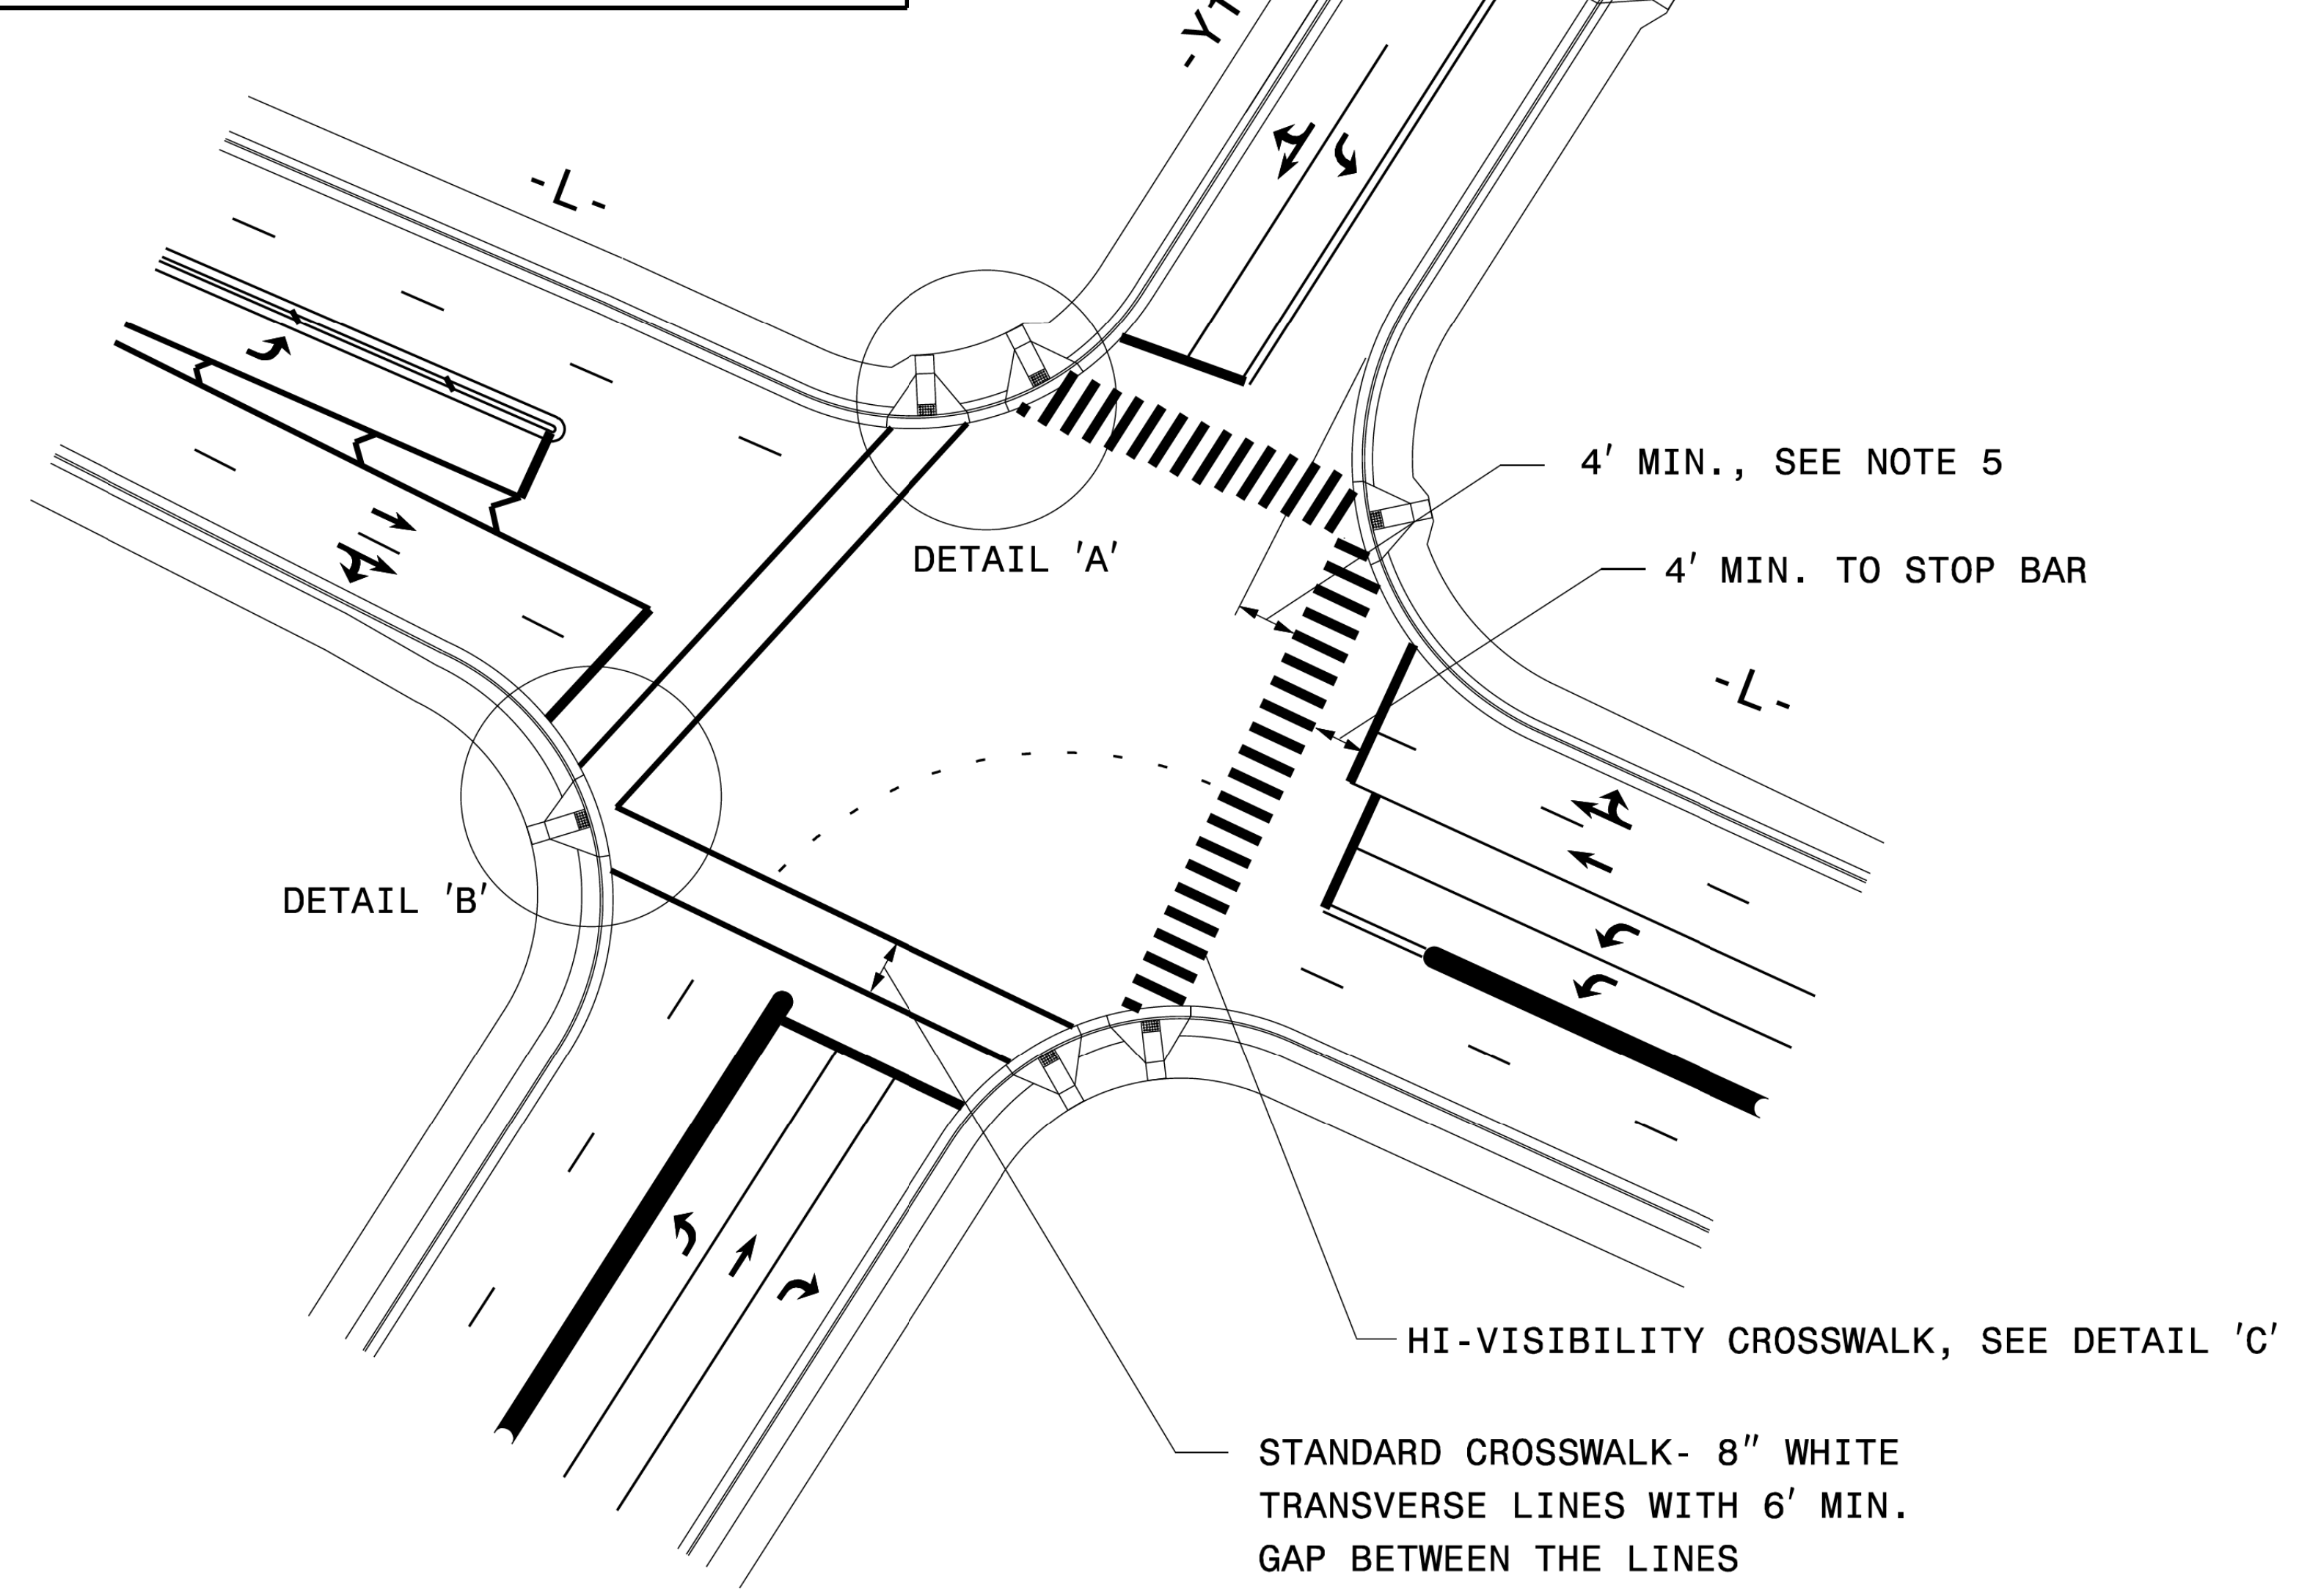 -L-
4' MIN., SEE NOTE 5
DETAIL 'A'
4' MIN. TO STOP BAR
-L-
DETAIL 'B'
HI-VISIBILITY CROSSWALK, SEE DETAIL 'C'
STANDARD CROSSWALK- 8" WHITE
TRANSVERSE LINES WITH 6' MIN.
GAP BETWEEN THE LINES